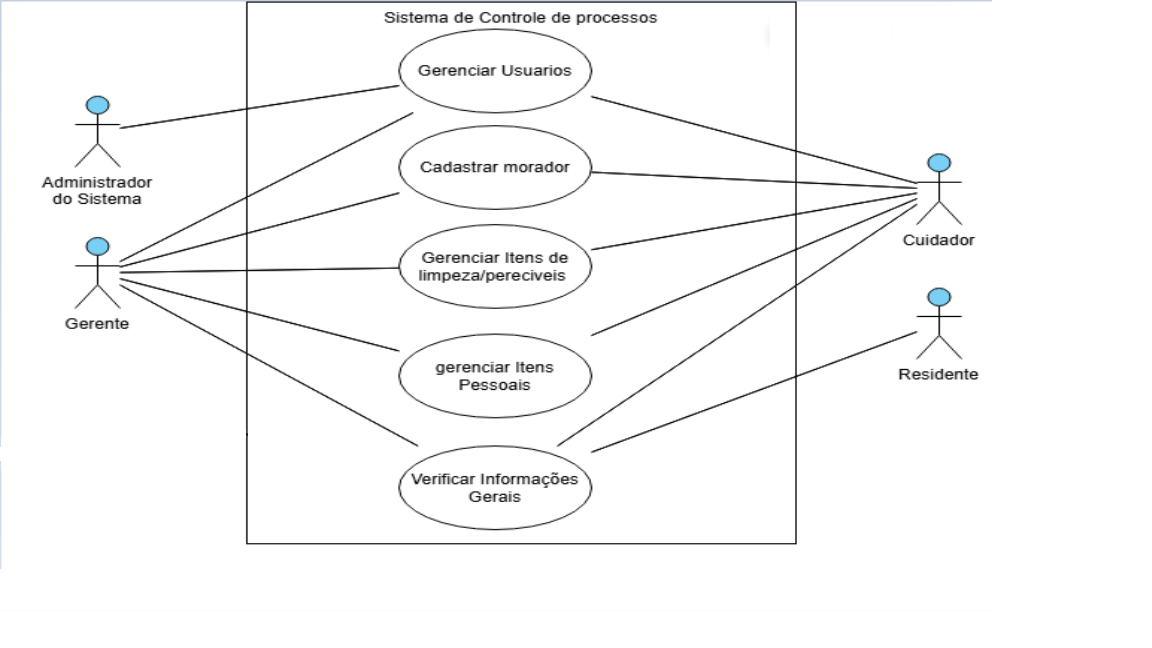 Sistema de Controle de processos
Gerenciar Usuarios
Administrador
do Sistema
Cadastrar morador
Cuidador
Gerenciar Itens de
limpeza/pereciveis
Gerente
gerenciar Itens
Pessoais
Residente
Verificar Informações
Gerais